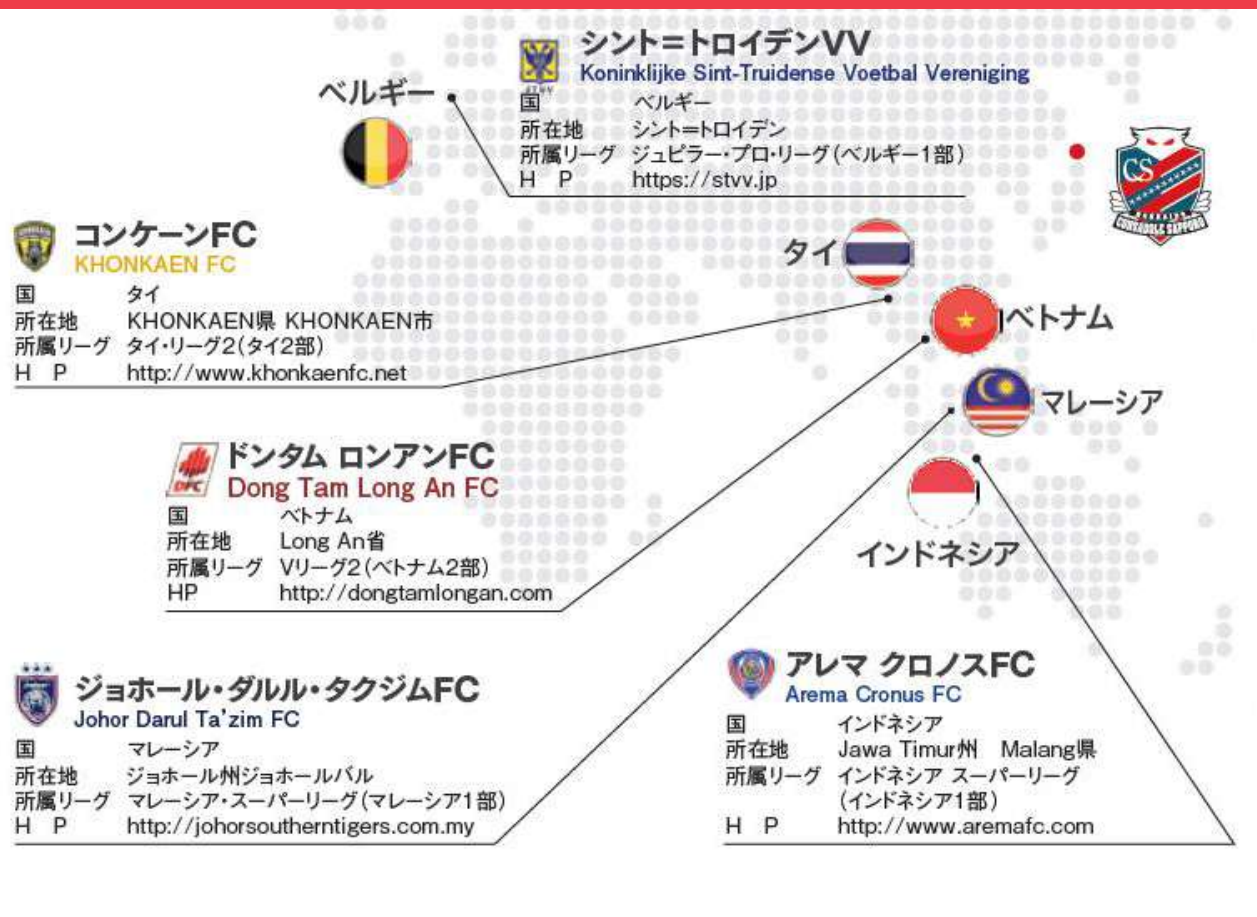 シント=トロイデンVV
Koninklijke Sint-Truidense Voetbal Vereniging
国 ベルギー
所在地 シント=トロイデン
所属リーグ ジュピラー・プロ・リーグ(ベルギー1部)
H P https://stvv.jp
ベルギー
CS
HOKKAIDO
CONSADOLE SAPPORO
コンケーンFC
KHONKAEN FC
国 タイ
所在地 KHONKAEN県 KHONKAEN市
所属リーグ タイ・リーグ2(タイ2部)
H P http://www.khonkaenfc.net
タイ
ベトナム
マレーシア
インドネシア
DFC
ドンタム ロンアンFC
Dong Tam Long An FC
国 ベトナム
所在地 Long An省
所属リーグ Vリーグ2(ベトナム2部)
HP http://dongtamlongan.com
ジョホール・ダルル・タクジムFC
Johor Darul Ta'zim FC
国 マレーシア
所在地 ジョホール州ジョホールバル
所属リーグ マレーシア・スーパーリーグ(マレーシア1部)
H P http://johorsoutherntigers.com.my
アレマ クロノスFC
Arema Cronus FC
国 インドネシア
所在地 Jawa Timur州 Malang県
所属リーグ インドネシア スーパーリーグ
(インドネシア1部)
H P http://www.aremafc.com